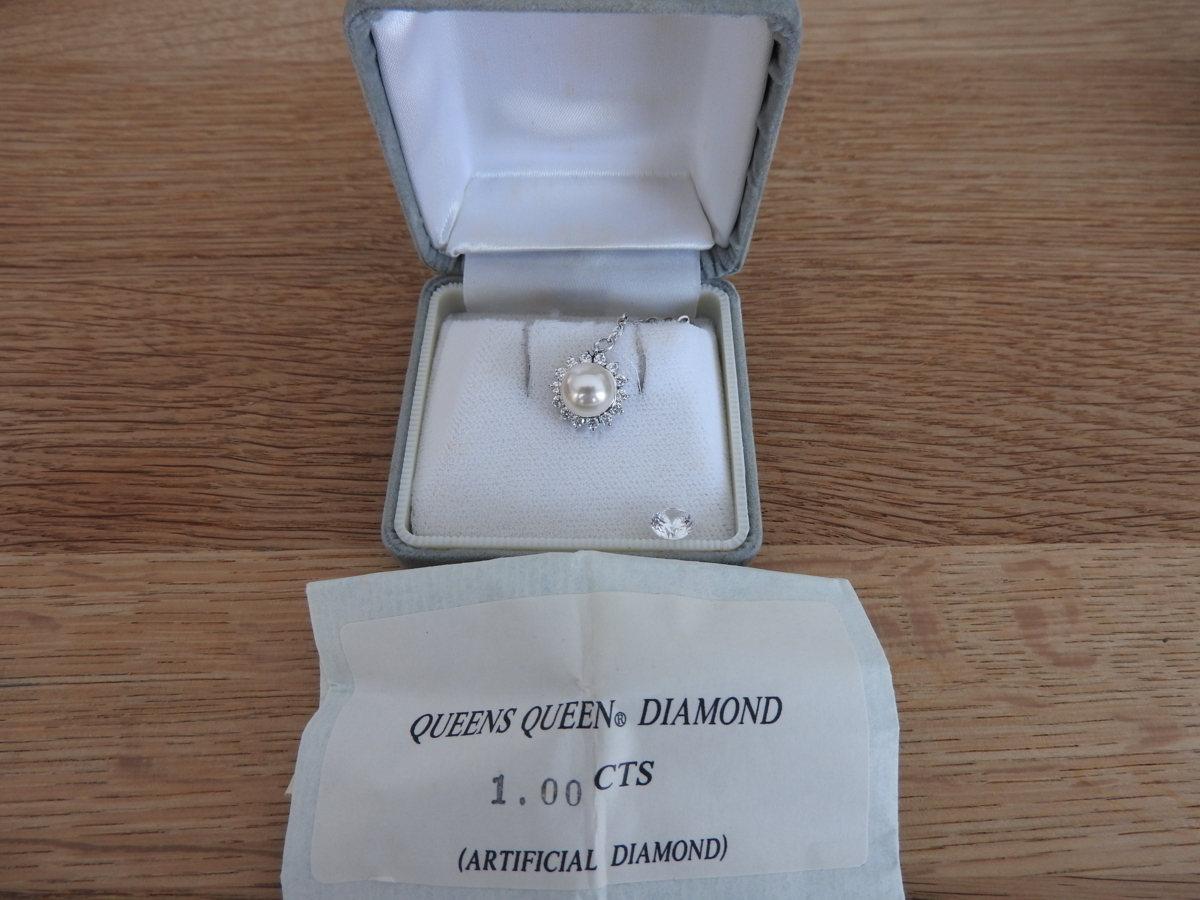 QUEENS QUEEN® DIAMOND
1.00 CTS
(ARTIFICIAL DIAMOND)